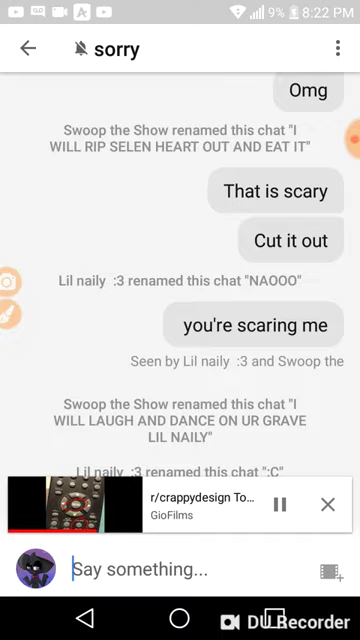 9% 8:22 PM
sorry
Omg
Swoop the Show renamed this chat "I
WILL RIP SELEN HEART OUT AND EAT IT"
That is scary
Cut it out
Lil naily :3 renamed this chat "NAOOO"
you're scaring me
Seen by Lil naily :3 and Swoop the
Swoop the Show renamed this chat "I
WILL LAUGH AND DANCE ON UR GRAVE
LIL NAILY"
Lil naily :3 renamed this chat ":C"
r/crappydesign To...
GioFilms
Say something...
DU Recorder